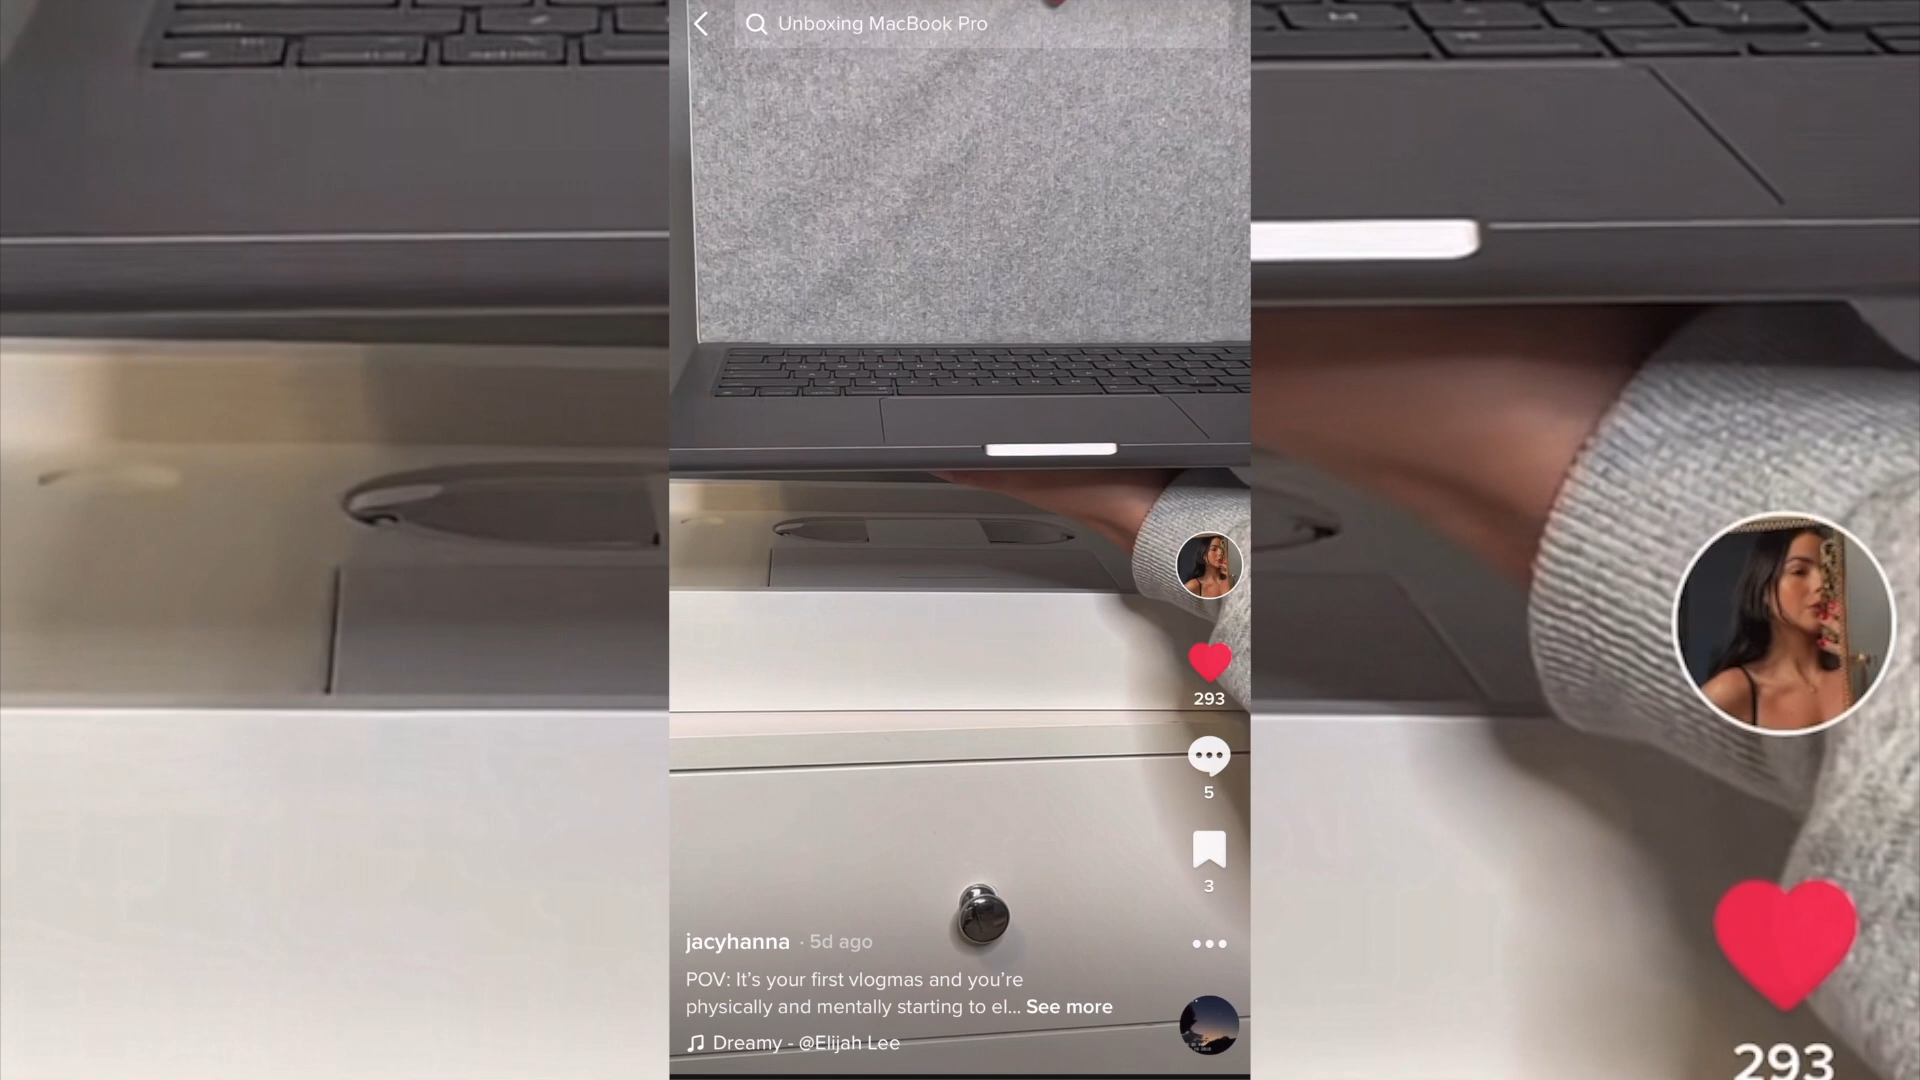 Unboxing MacBook Pro
293
5
3
jacyhanna · 5d ago
POV: It's your first vlogmas and you're
physically and mentally starting to el... See more
Dreamy - @Elijah Lee
293